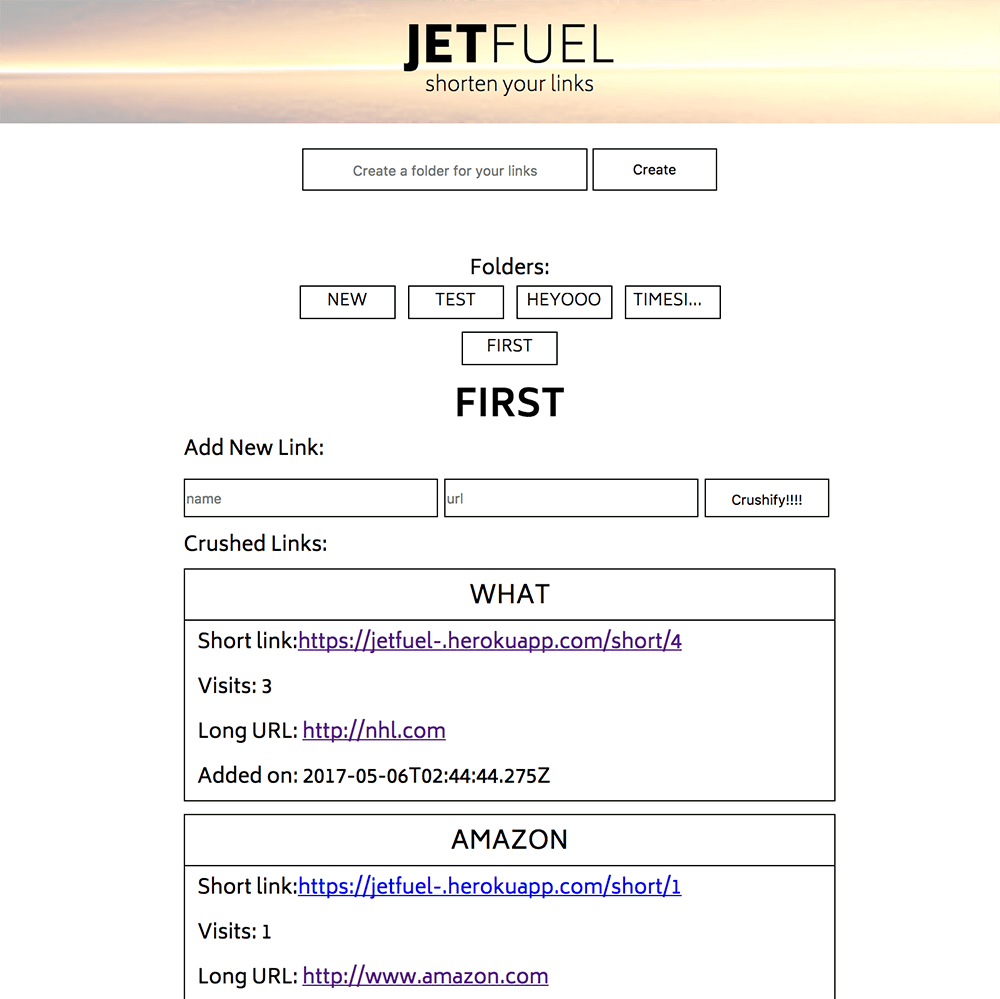 JETFUEL
shorten your links
Create a folder for your links Create
Folders:
NEW TEST HEYOOO TIMESI...
FIRST
FIRST
Add New Link:
name url Crushify!!!!
Crushed Links:
WHAT
Short link:https://jetfuel-.herokuapp.com/short/4
Visits: 3
Long URL: http://nhl.com
Added on: 2017-05-06T02:44:44.275Z
AMAZON
Short link:https://jetfuel-.herokuapp.com/short/1
Visits: 1
Long URL: http://www.amazon.com